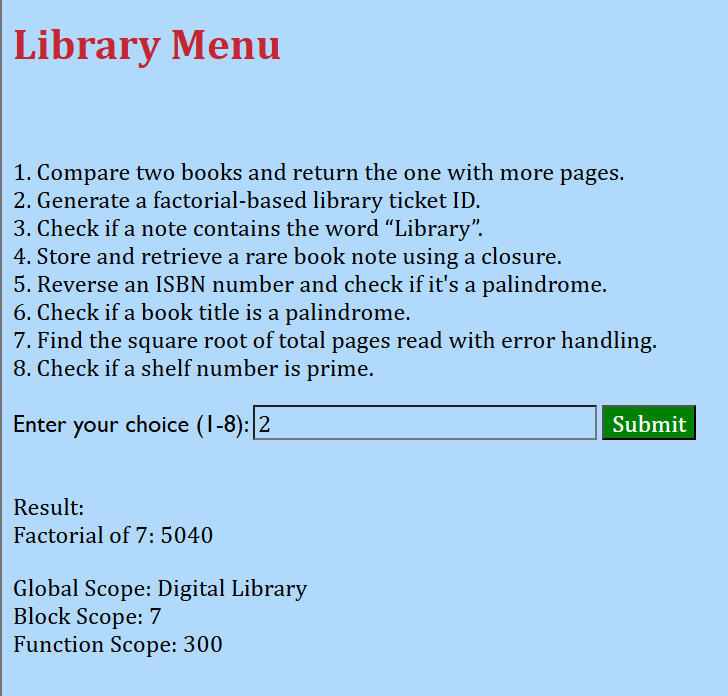 Library Menu
1. Compare two books and return the one with more pages.
2. Generate a factorial-based library ticket ID.
3. Check if a note contains the word “Library”.
4. Store and retrieve a rare book note using a closure.
5. Reverse an ISBN number and check if it's a palindrome.
6. Check if a book title is a palindrome.
7. Find the square root of total pages read with error handling.
8. Check if a shelf number is prime.
Enter your choice (1-8): 2 Submit
Result:
Factorial of 7: 5040
Global Scope: Digital Library
Block Scope: 7
Function Scope: 300